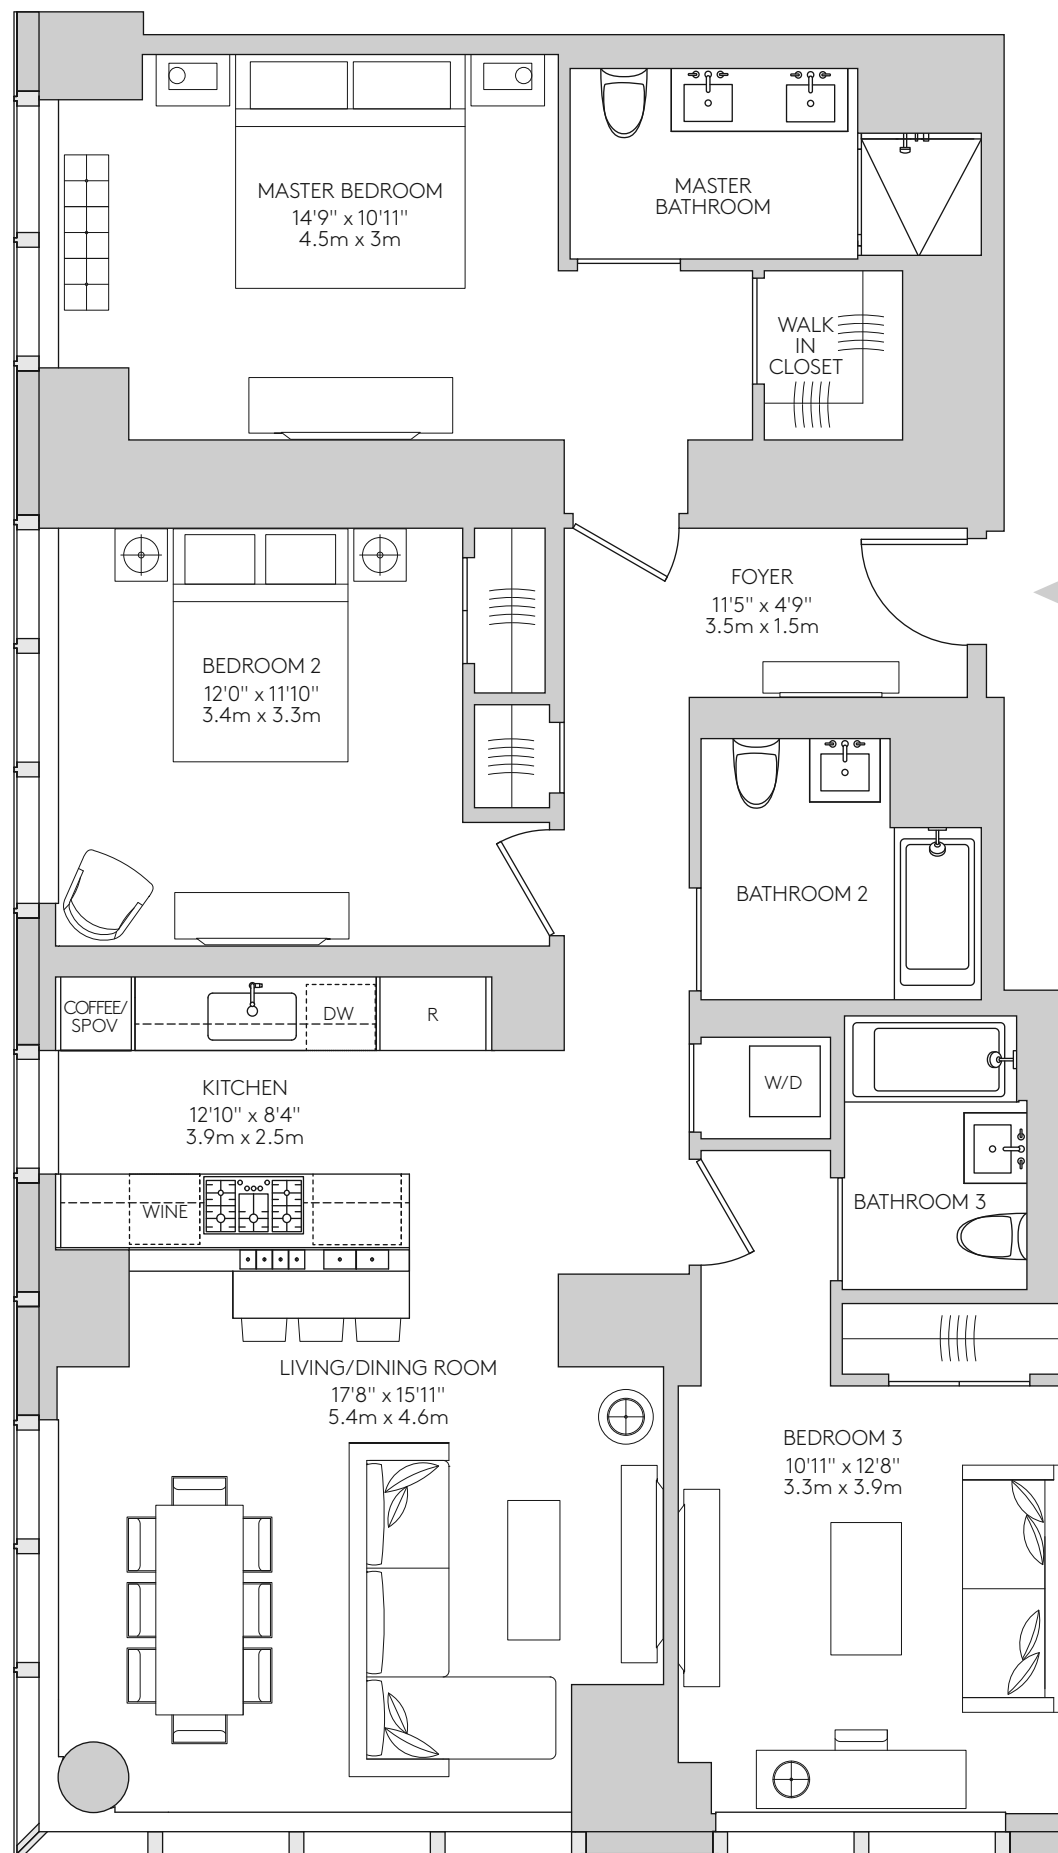 MASTER BEDROOM
14'9" x 10'11"
4.5m x 3m
MASTER
BATHROOM
WALK
IN
CLOSET
FOYER
11'5" x 4'9"
3.5m x 1.5m
BEDROOM 2
12'0" x 11'10"
3.4m x 3.3m
BATHROOM 2
COFFEE/
SPOV
DW
R
KITCHEN
12'10" x 8'4"
3.9m x 2.5m
W/D
WINE
BATHROOM 3
LIVING/DINING ROOM
17'8" x 15'11"
5.4m x 4.6m
BEDROOM 3
10'11" x 12'8"
3.3m x 3.9m